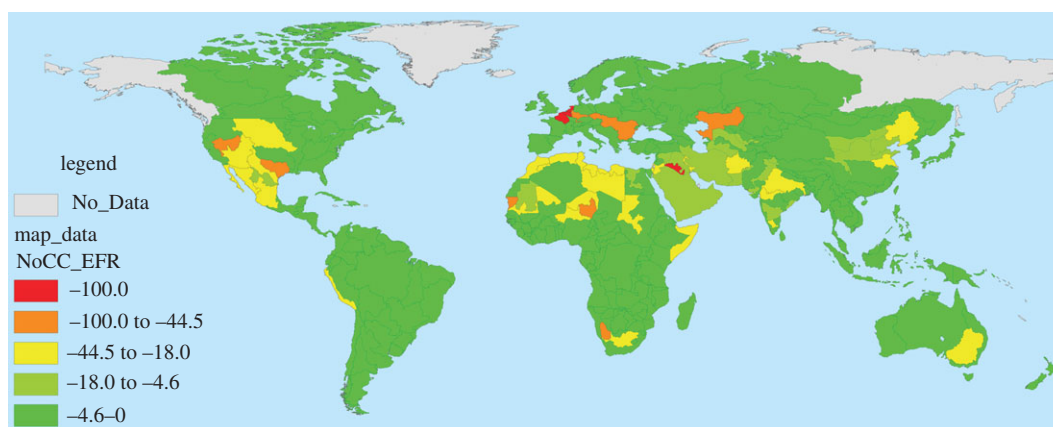 legend
No_Data
map_data
NoCC_EFR
–100.0
–100.0 to –44.5
–44.5 to –18.0
–18.0 to –4.6
–4.6–0